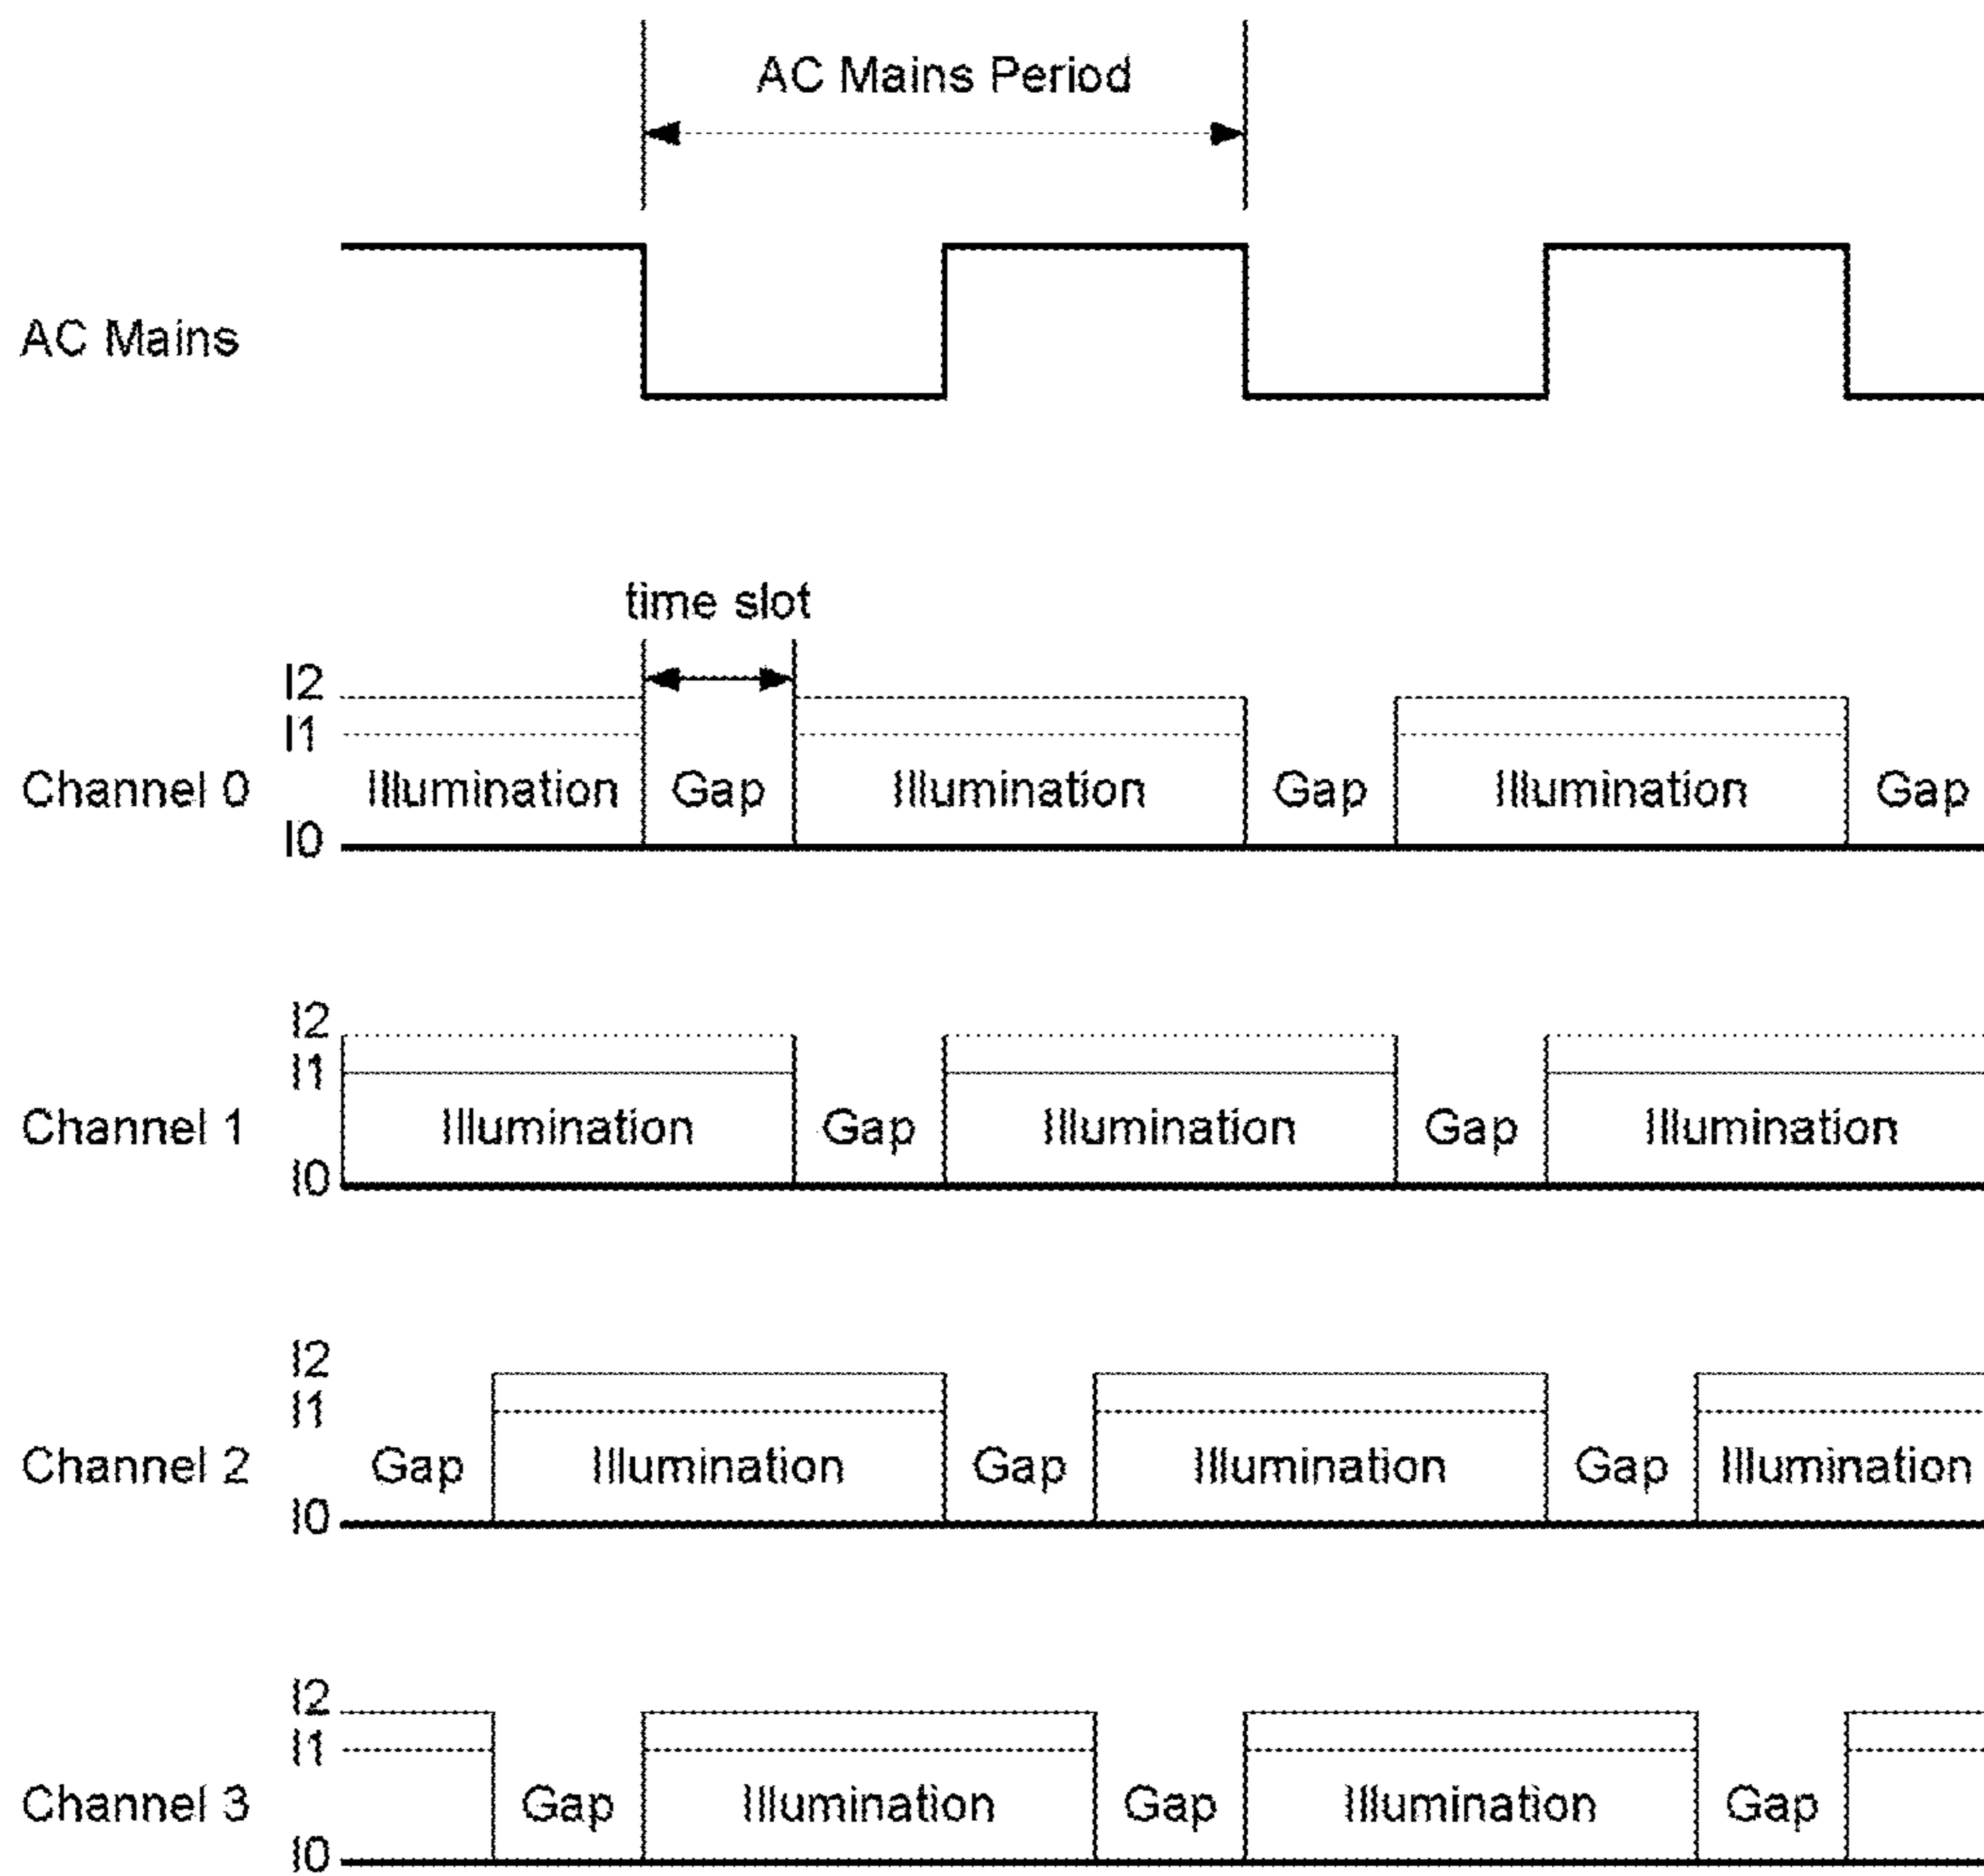 AC Mains Period
AC Mains
time slot
I2
I1
Channel 0 Illumination Gap Illumination Gap Illumination Gap
I0
I2
I1
Channel 1 Illumination Gap Illumination Gap Illumination
I0
I2
I1
Channel 2 Gap Illumination Gap Illumination Gap Illumination
I0
I2
I1
Channel 3 Gap Illumination Gap Illumination Gap
I0